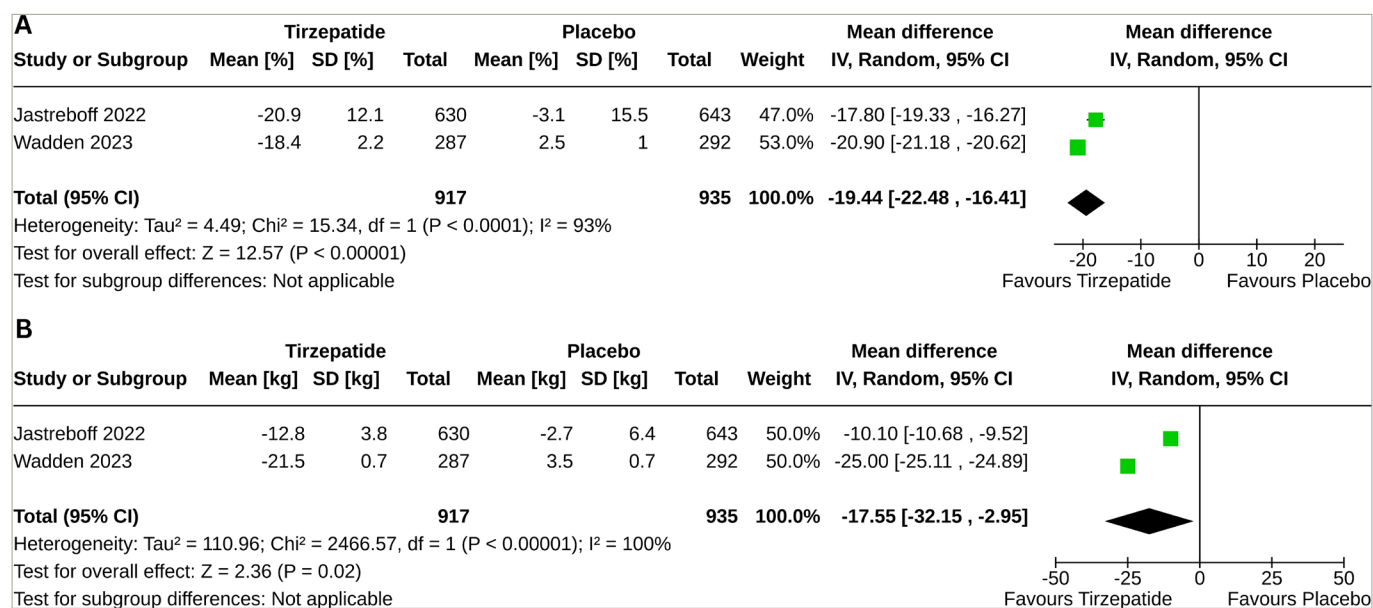 A
Tirzepatide Placebo Mean difference Mean difference
Study or Subgroup Mean [%] SD [%] Total Mean [%] SD [%] Total Weight IV, Random, 95% CI IV, Random, 95% CI
Jastreboff 2022 -20.9 12.1 630 -3.1 15.5 643 47.0% -17.80 [-19.33 , -16.27]
Wadden 2023 -18.4 2.2 287 2.5 1 292 53.0% -20.90 [-21.18 , -20.62]
Total (95% CI) 917 935 100.0% -19.44 [-22.48 , -16.41]
Heterogeneity: Tau² = 4.49; Chi² = 15.34, df = 1 (P < 0.0001); I² = 93%
Test for overall effect: Z = 12.57 (P < 0.00001)
-20 -10 0 10 20
Test for subgroup differences: Not applicable
Favours Tirzepatide Favours Placebo
B
Tirzepatide Placebo Mean difference Mean difference
Study or Subgroup Mean [kg] SD [kg] Total Mean [kg] SD [kg] Total Weight IV, Random, 95% CI IV, Random, 95% CI
Jastreboff 2022 -12.8 3.8 630 -2.7 6.4 643 50.0% -10.10 [-10.68 , -9.52]
Wadden 2023 -21.5 0.7 287 3.5 0.7 292 50.0% -25.00 [-25.11 , -24.89]
Total (95% CI) 917 935 100.0% -17.55 [-32.15 , -2.95]
Heterogeneity: Tau² = 110.96; Chi² = 2466.57, df = 1 (P < 0.00001); I² = 100%
Test for overall effect: Z = 2.36 (P = 0.02)
-50 -25 0 25 50
Test for subgroup differences: Not applicable
Favours Tirzepatide Favours Placebo